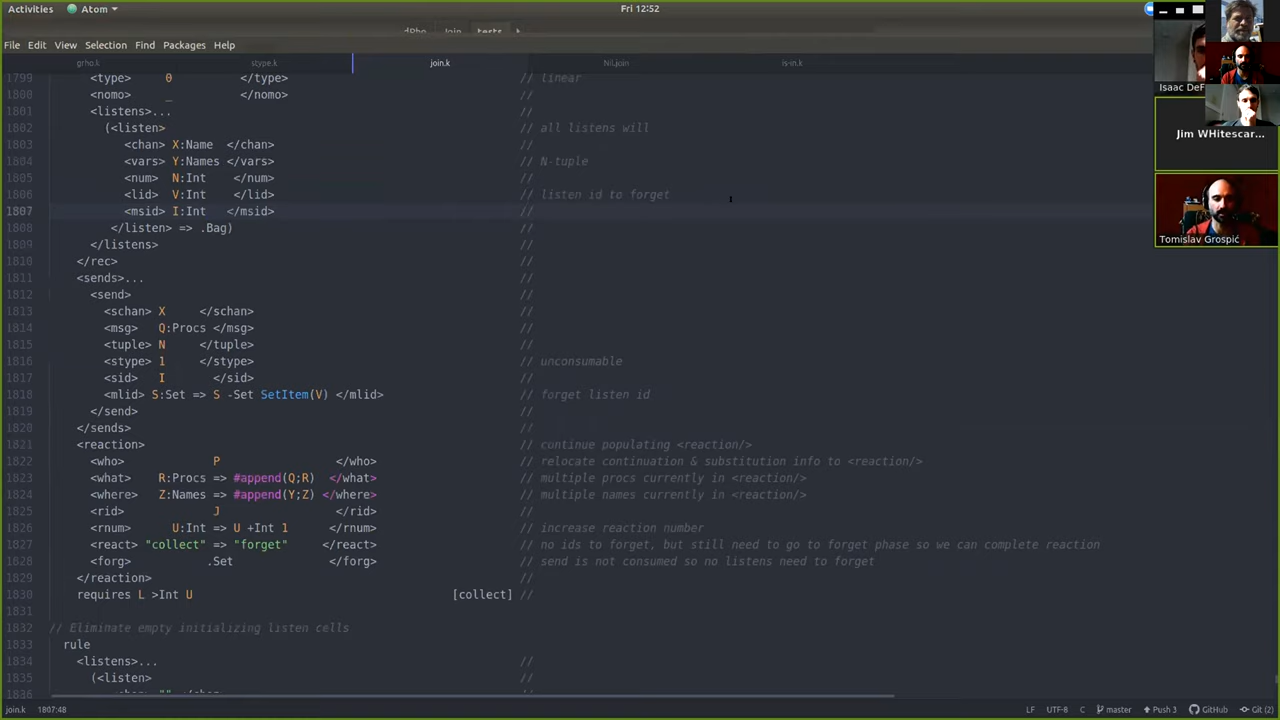 Activities Atom Fri 12:52
Join tests
File Edit View Selection Find Packages Help
grho.k stype.k join.k Nil.join is-in.k
1799 <type> 0 </type> // linear
1800 <nomo> _ </nomo> //
1801 <listens>... //
1802 (<listen> // all listens will
1803 <chan> X:Name </chan> //
1804 <vars> Y:Names </vars> // N-tuple
1805 <num> N:Int </num> //
1806 <lid> V:Int </lid> // listen id to forget
1807 <msid> I:Int </msid> //
1808 </listen> => .Bag) //
1809 </listens> //
1810 </rec> //
1811 <sends>... //
1812 <send> //
1813 <schan> X </schan> //
1814 <msg> Q:Procs </msg> //
1815 <tuple> N </tuple> //
1816 <stype> 1 </stype> // unconsumable
1817 <sid> I </sid> //
1818 <mlid> S:Set => S -Set SetItem(V) </mlid> // forget listen id
1819 </send> //
1820 </sends> //
1821 <reaction> // continue populating <reaction/>
1822 <who> P </who> // relocate continuation & substitution info to <reaction/>
1823 <what> R:Procs => #append(Q;R) </what> // multiple procs currently in <reaction/>
1824 <where> Z:Names => #append(Y;Z) </where> // multiple names currently in <reaction/>
1825 <rid> J </rid> //
1826 <rnum> U:Int => U +Int 1 </rnum> // increase reaction number
1827 <react> "collect" => "forget" </react> // no ids to forget, but still need to go to forget phase so we can complete reaction
1828 <forg> .Set </forg> // send is not consumed so no listens need to forget
1829 </reaction> //
1830 requires L >Int U [collect] //
1831
1832 // Eliminate empty initializing listen cells
1833 rule
1834 <listens>... //
1835 (<listen> //
1836
join.k 1807:48 LF UTF-8 C master Push 3 GitHub Git (2)
Isaac DeF
Jim WHitescar...
Tomislav Grospić